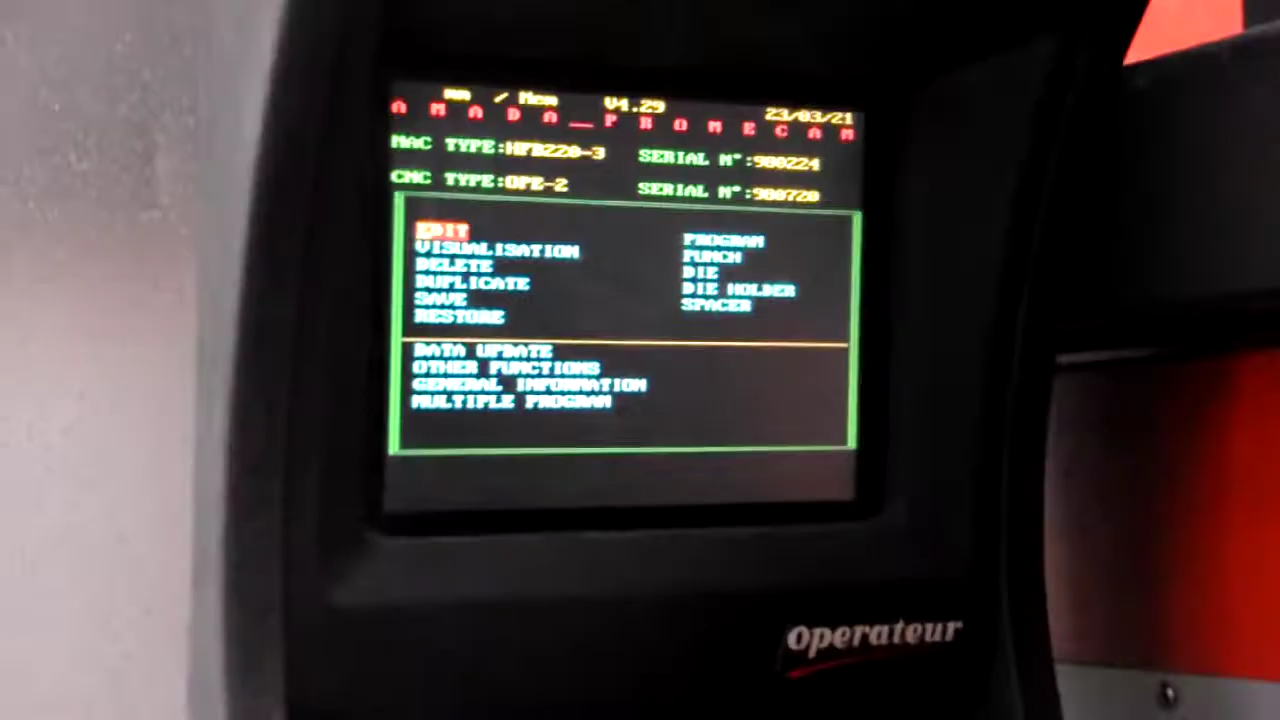 mm / Mem V4.29 23/03/21
A M A D A _ P R O M E C A M
MAC TYPE:HFB220-3 SERIAL N°:980224
CNC TYPE:OPE-2 SERIAL N°:980720
EDIT PROGRAM
VISUALISATION PUNCH
DELETE DIE
DUPLICATE DIE HOLDER
SAVE SPACER
RESTORE
DATA UPDATE
OTHER FUNCTIONS
GENERAL INFORMATION
MULTIPLE PROGRAM
Operateur